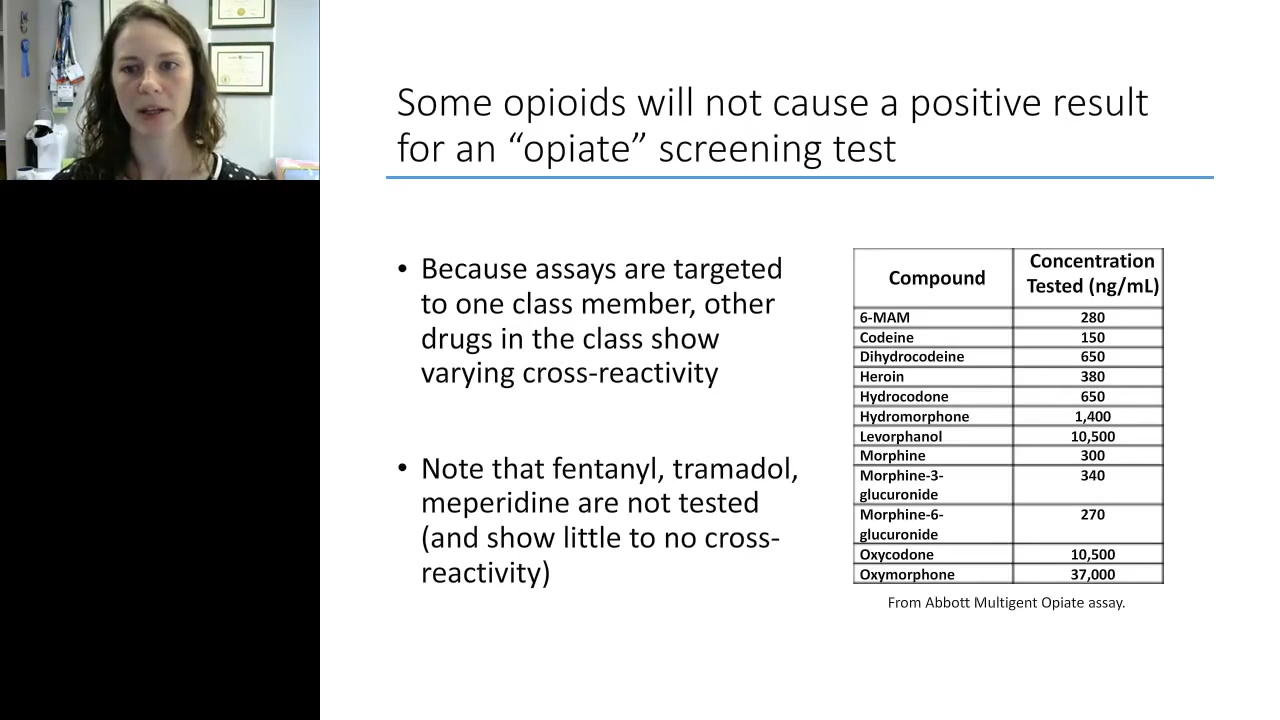 Some opioids will not cause a positive result
for an “opiate” screening test
• Because assays are targeted
to one class member, other
drugs in the class show
varying cross-reactivity
• Note that fentanyl, tramadol,
meperidine are not tested
(and show little to no cross-
reactivity)
Compound Concentration
Tested (ng/mL)
6-MAM 280
Codeine 150
Dihydrocodeine 650
Heroin 380
Hydrocodone 650
Hydromorphone 1,400
Levorphanol 10,500
Morphine 300
Morphine-3- 340
glucuronide
Morphine-6- 270
glucuronide
Oxycodone 10,500
Oxymorphone 37,000
From Abbott Multigent Opiate assay.